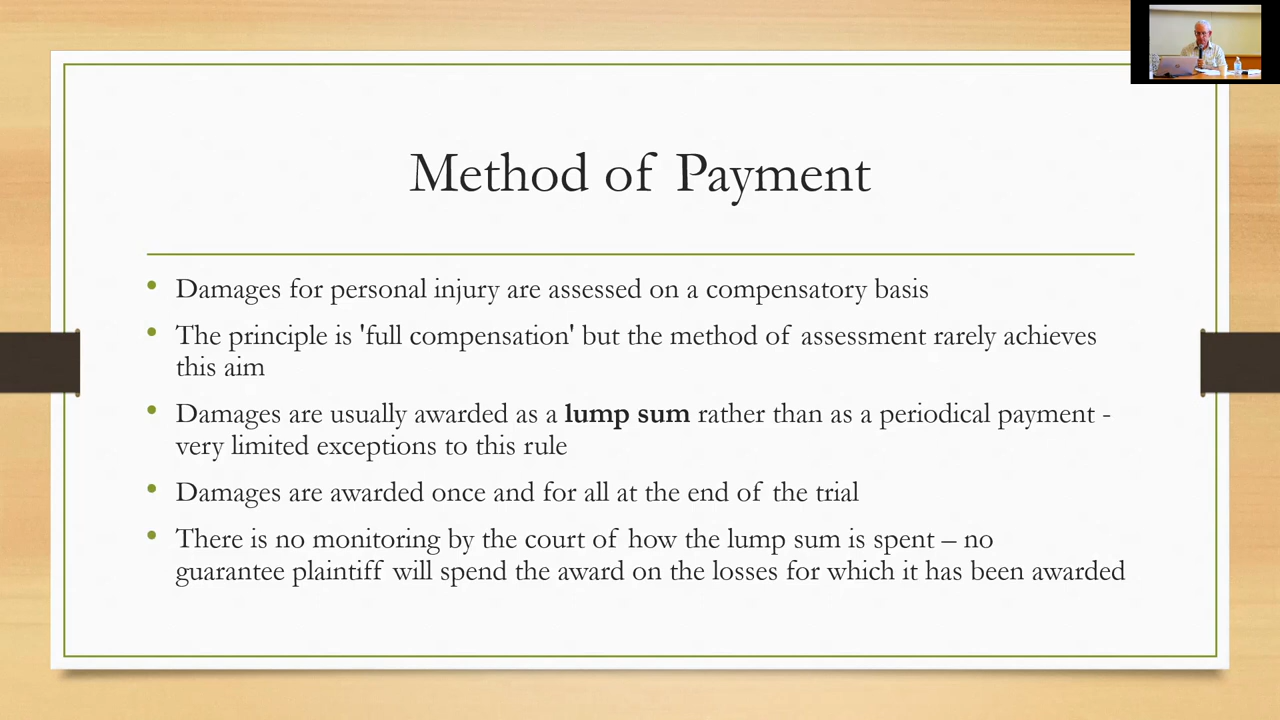 Method of Payment
• Damages for personal injury are assessed on a compensatory basis
• The principle is 'full compensation' but the method of assessment rarely achieves
this aim
• Damages are usually awarded as a lump sum rather than as a periodical payment -
very limited exceptions to this rule
• Damages are awarded once and for all at the end of the trial
• There is no monitoring by the court of how the lump sum is spent – no
guarantee plaintiff will spend the award on the losses for which it has been awarded